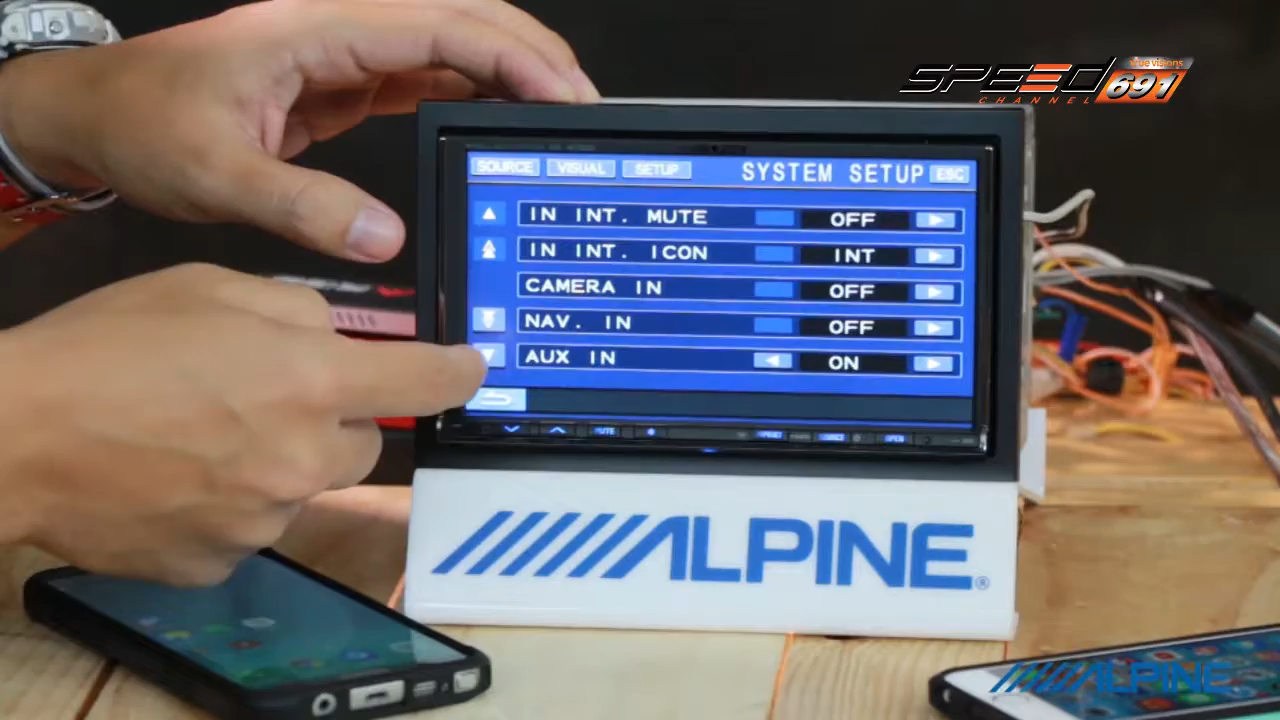 SPEED
CHANNEL
true visions
691
SOURCE VISUAL SETUP SYSTEM SETUP ESC
IN INT. MUTE OFF
IN INT. ICON INT
CAMERA IN OFF
NAV. IN OFF
AUX IN ON
MUTE OPEN
ALPINE®
ALPINE